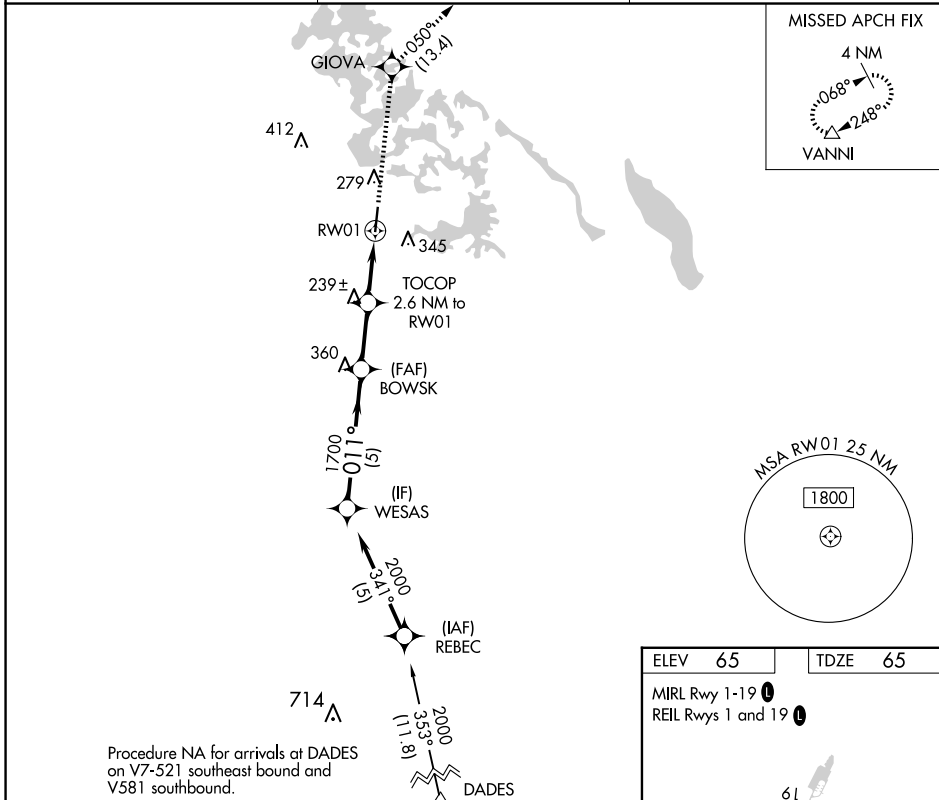 MISSED APCH FIX
4 NM
068°
248°
VANNI
GIOVA
050°
(13.4)
412
279
RW01
345
239±
TOCOP
2.6 NM to
RW01
360
(FAF)
BOWSK
1700
011°
(5)
(IF)
WESAS
2000
341°
(5)
(IAF)
REBEC
714
2000
353°
(11.8)
DADES
Procedure NA for arrivals at DADES
on V7-521 southeast bound and
V581 southbound.
MSA RW01 25 NM
1800
ELEV 65
TDZE 65
MIRL Rwy 1-19 L
REIL Rwys 1 and 19 L